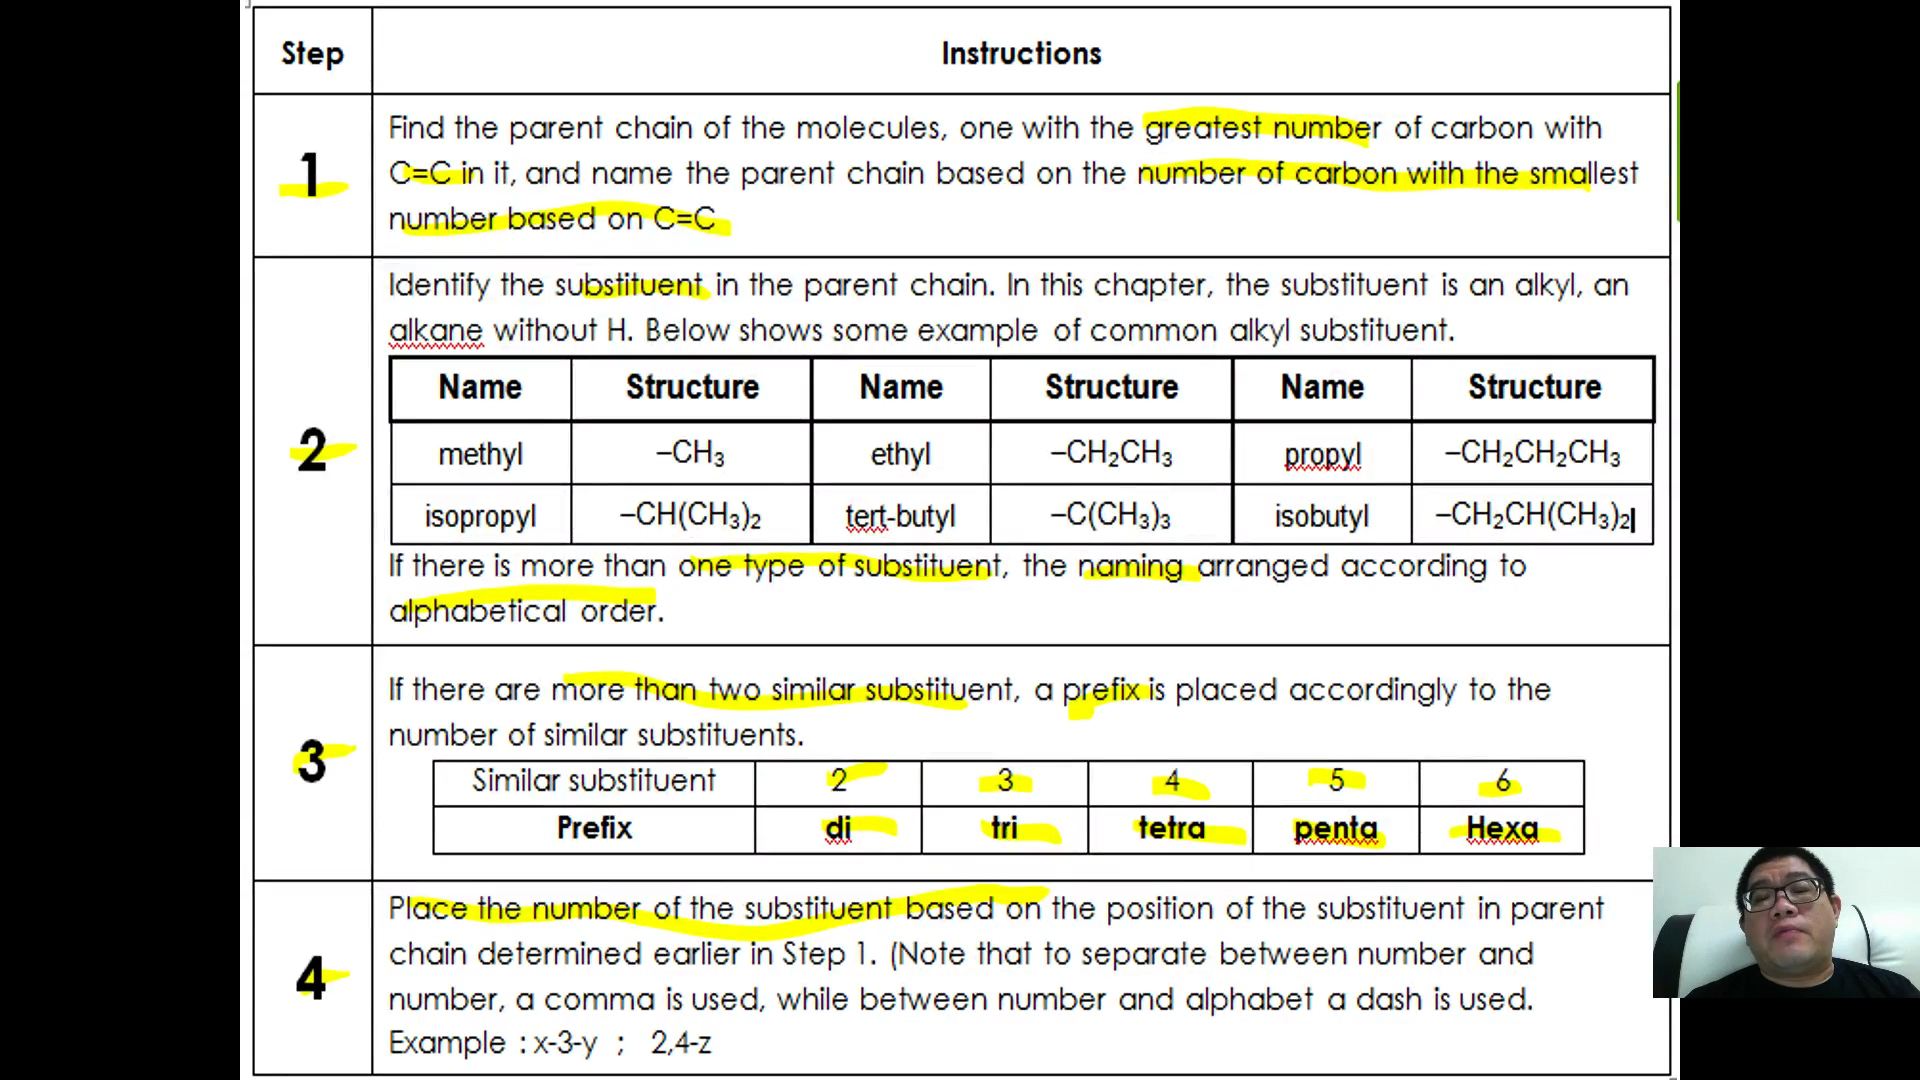 Step Instructions
1
Find the parent chain of the molecules, one with the greatest number of carbon with
C=C in it, and name the parent chain based on the number of carbon with the smallest
number based on C=C
2
Identify the substituent in the parent chain. In this chapter, the substituent is an alkyl, an
alkane without H. Below shows some example of common alkyl substituent.
Name Structure Name Structure Name Structure
methyl –CH₃ ethyl –CH₂CH₃ propyl –CH₂CH₂CH₃
isopropyl –CH(CH₃)₂ tert-butyl –C(CH₃)₃ isobutyl –CH₂CH(CH₃)₂
If there is more than one type of substituent, the naming arranged according to
alphabetical order.
3
If there are more than two similar substituent, a prefix is placed accordingly to the
number of similar substituents.
Similar substituent 2 3 4 5 6
Prefix di tri tetra penta Hexa
4
Place the number of the substituent based on the position of the substituent in parent
chain determined earlier in Step 1. (Note that to separate between number and
number, a comma is used, while between number and alphabet a dash is used.
Example : x-3-y ; 2,4-z